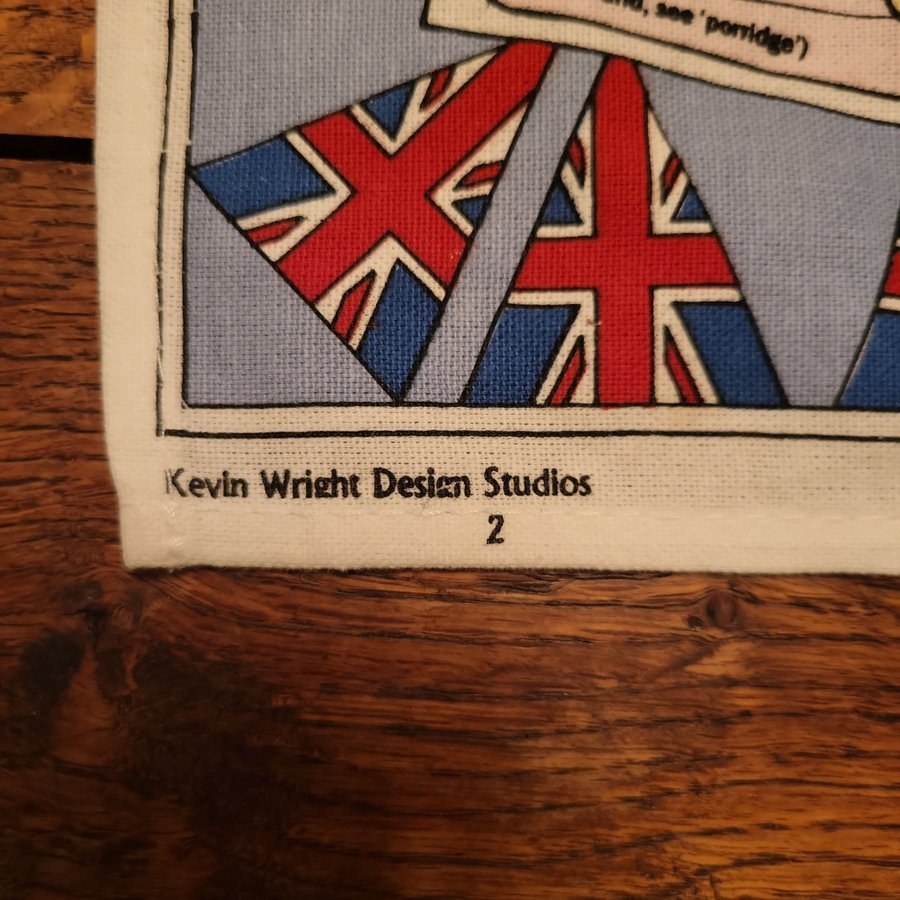 see 'porridge')
Kevin Wright Design Studios
2